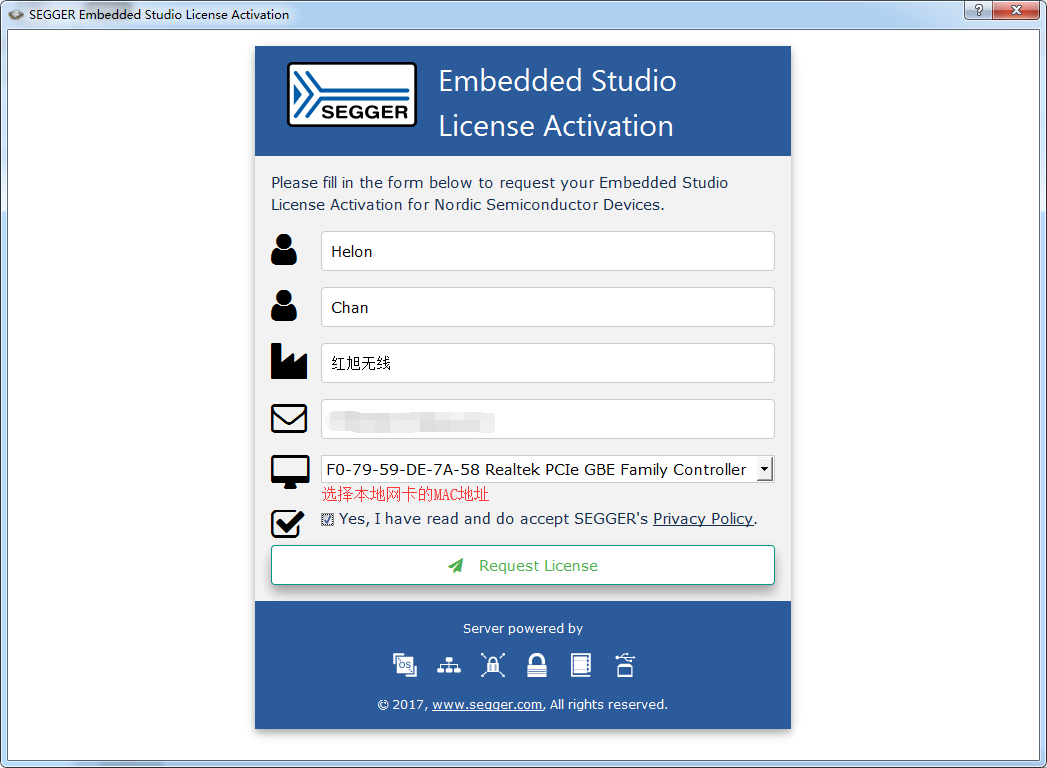 SEGGER Embedded Studio License Activation
SEGGER
Embedded Studio
License Activation
Please fill in the form below to request your Embedded Studio
License Activation for Nordic Semiconductor Devices.
Helon
Chan
红旭无线
F0-79-59-DE-7A-58 Realtek PCIe GBE Family Controller
选择本地网卡的MAC地址
Yes, I have read and do accept SEGGER's Privacy Policy.
Request License
Server powered by
OS
© 2017, www.segger.com, All rights reserved.